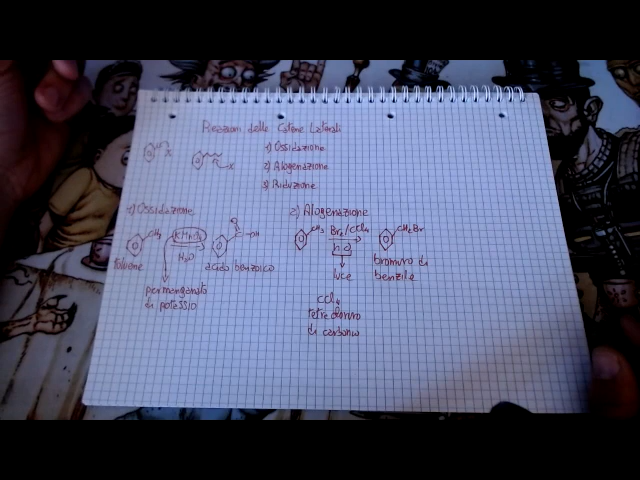 Reazioni delle Catene Laterali
1) Ossidazione
2) Alogenazione
3) Riduzione
1) Ossidazione
CH3
KMnO4
H2O
O
OH
toluene
acido benzoico
permanganato
di potassio
2) Alogenazione
CH3
Br2/CCl4
CH2Br
luce
bromuro di
benzile
CCl4
tetracloruro
di carbonio